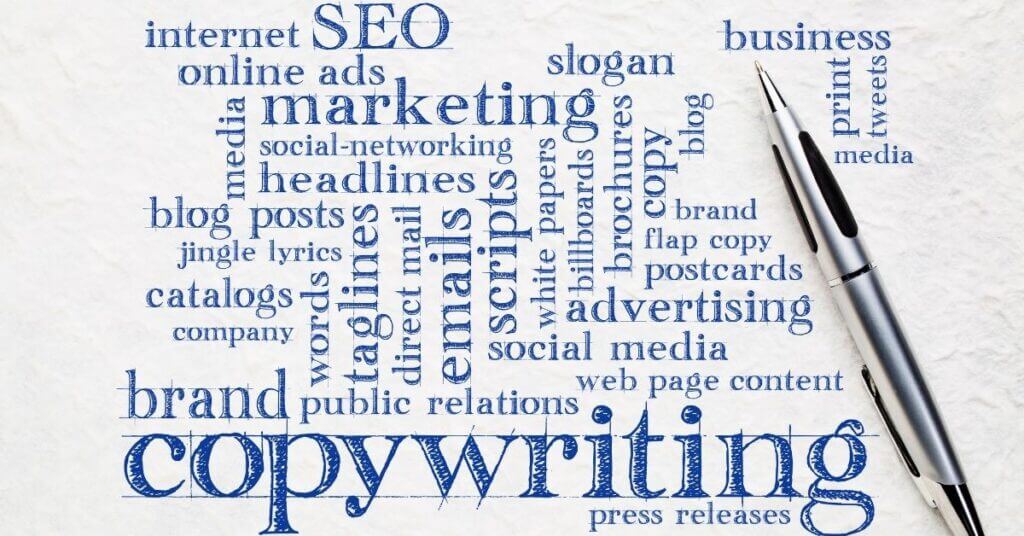 internet SEO
business
online ads
slogan
marketing
print
tweets
media
blog
brochures
social-networking
copy
media
headlines
white papers
billboards
scripts
blog posts
brand
taglines
direct mail
emails
jingle lyrics
flap copy
postcards
catalogs
words
advertising
company
social media
web page content
brand
public relations
copywriting
press releases